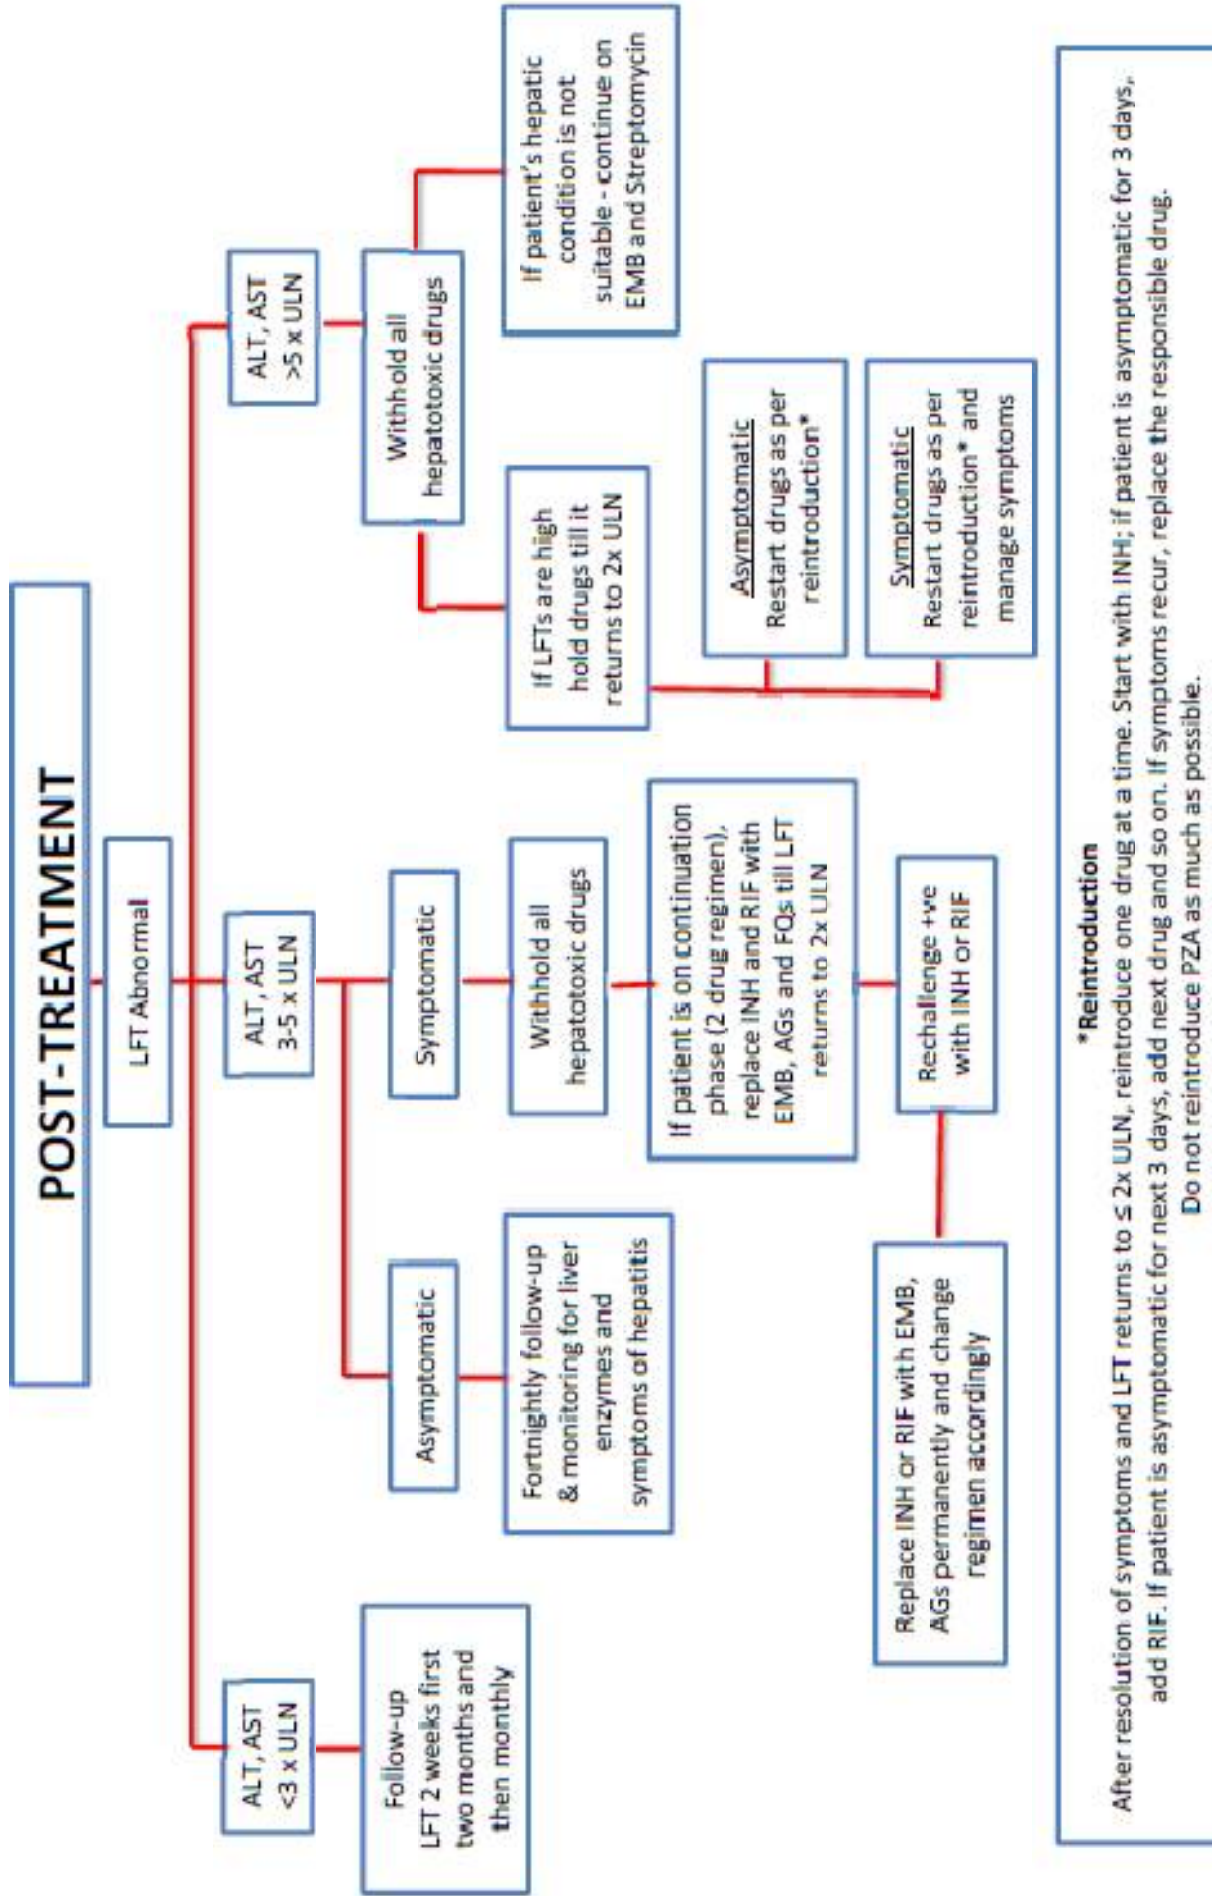 POST-TREATMENT
LFT Abnormal
ALT, AST
<3 x ULN
Follow-up
LFT 2 weeks first
two months and
then monthly
ALT, AST
3-5 x ULN
Asymptomatic
Fortnightly follow-up
& monitoring for liver
enzymes and
symptoms of hepatitis
Symptomatic
Withhold all
hepatotoxic drugs
If patient is on continuation
phase (2 drug regimen),
replace INH and RIF with
EMB, AGs and FQs till LFT
returns to 2x ULN
Rechallenge +ve
with INH or RIF
Replace INH or RIF with EMB,
AGs permanently and change
regimen accordingly
ALT, AST
>5 x ULN
Withhold all
hepatotoxic drugs
If LFTs are high
hold drugs till it
returns to 2x ULN
Asymptomatic
Restart drugs as per
reintroduction*
Symptomatic
Restart drugs as per
reintroduction* and
manage symptoms
If patient's hepatic
condition is not
suitable - continue on
EMB and Streptomycin
*Reintroduction
After resolution of symptoms and LFT returns to ≤ 2x ULN, reintroduce one drug at a time. Start with INH; if patient is asymptomatic for 3 days,
add RIF. If patient is asymptomatic for next 3 days, add next drug and so on. If symptoms recur, replace the responsible drug.
Do not reintroduce PZA as much as possible.